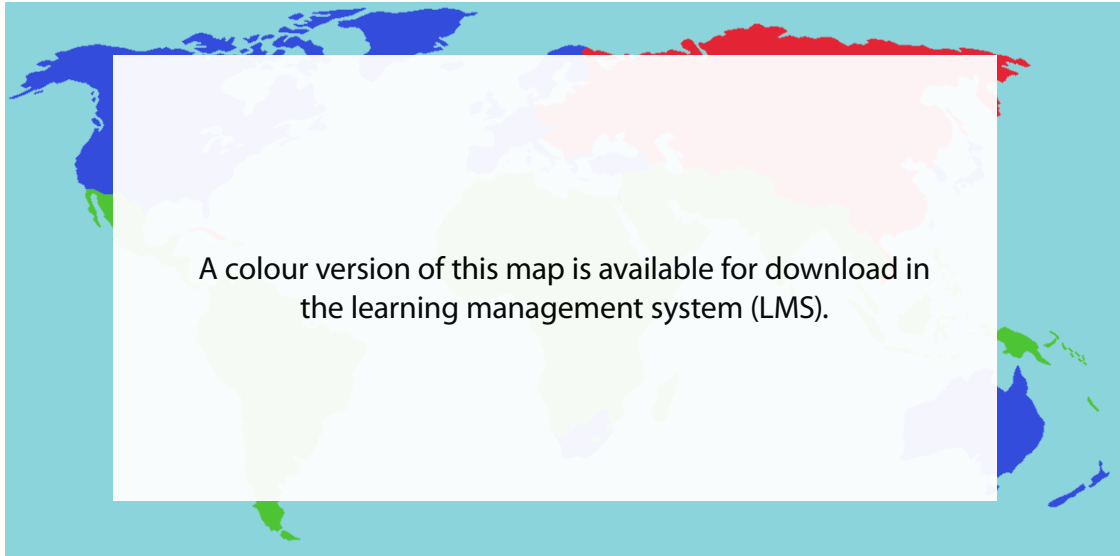 A colour version of this map is available for download in
the learning management system (LMS).